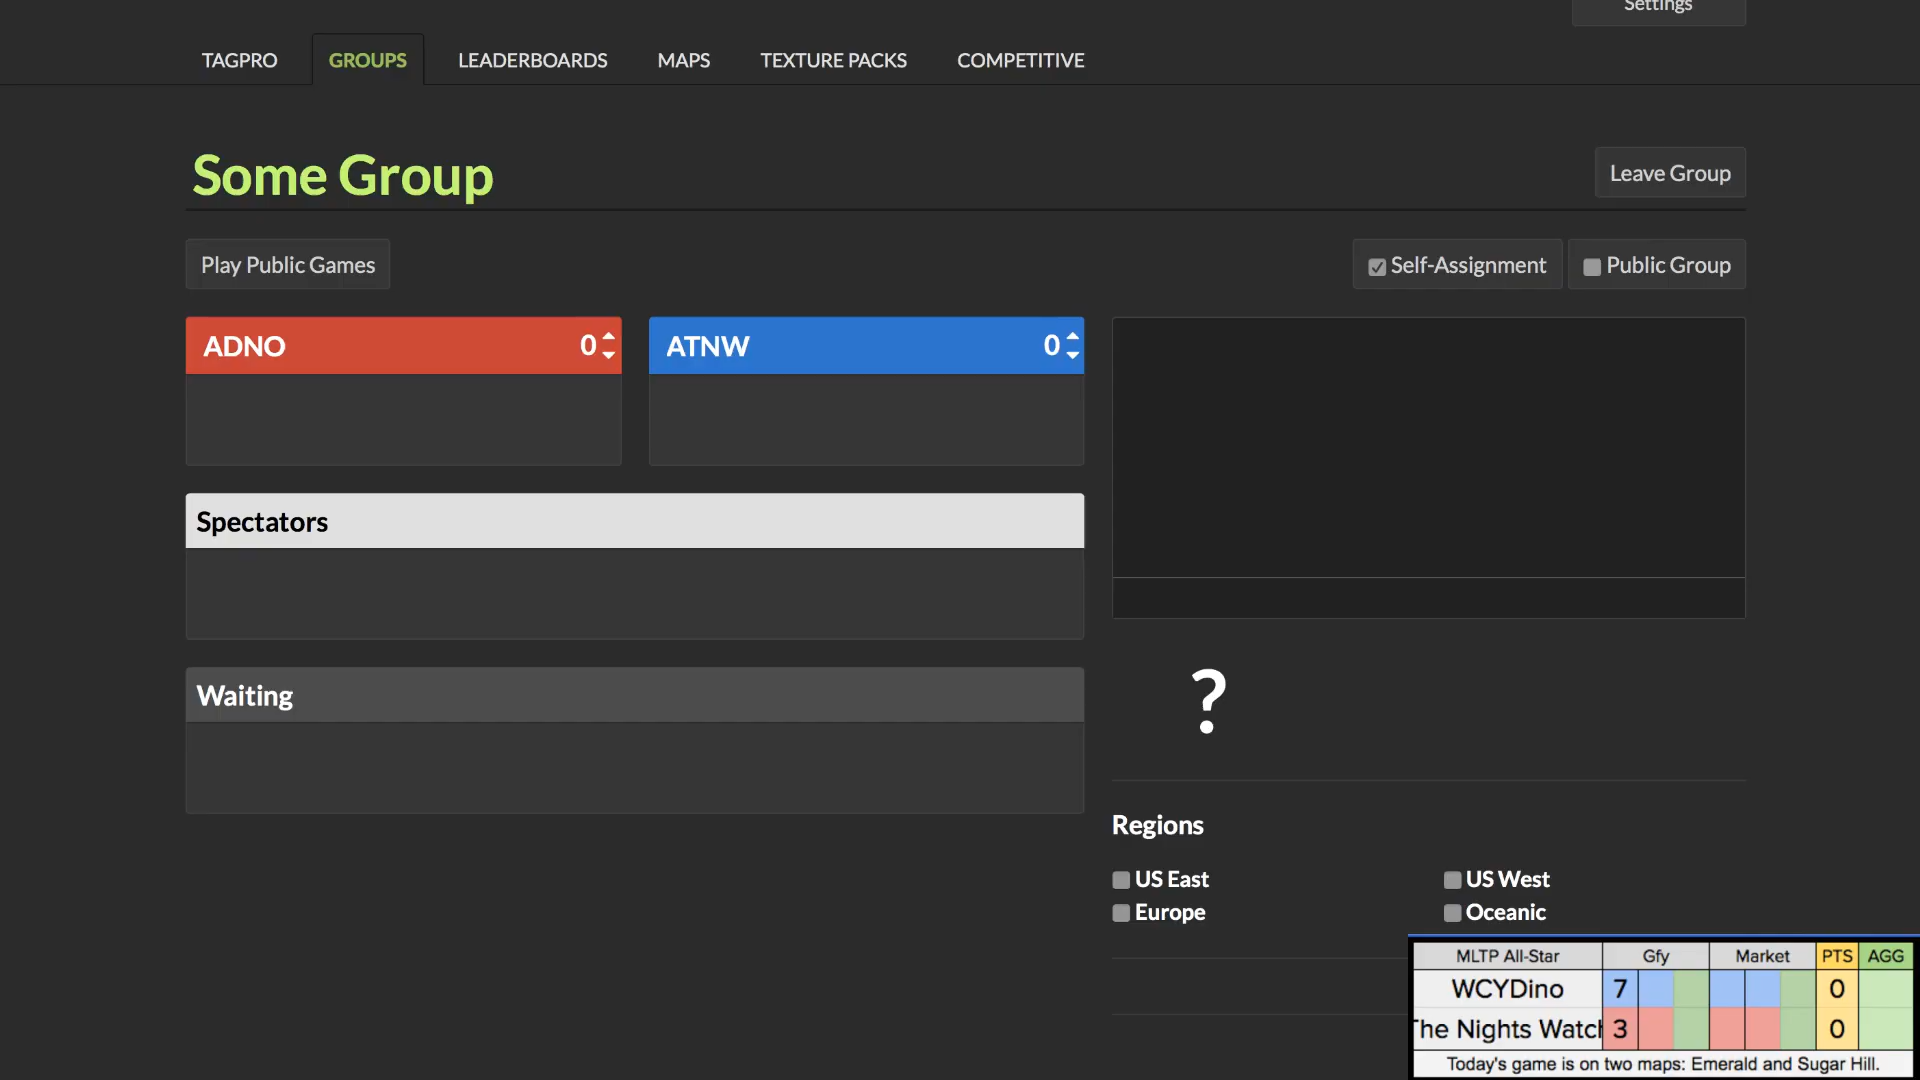 Settings
TAGPRO GROUPS LEADERBOARDS MAPS TEXTURE PACKS COMPETITIVE
Some Group
Leave Group
Play Public Games
Self-Assignment
Public Group
ADNO 0
ATNW 0
Spectators
Waiting
?
Regions
US East
US West
Europe
Oceanic
MLTP All-Star Gfy Market PTS AGG
WCYDino 7 0
The Nights Watch 3 0
Today's game is on two maps: Emerald and Sugar Hill.